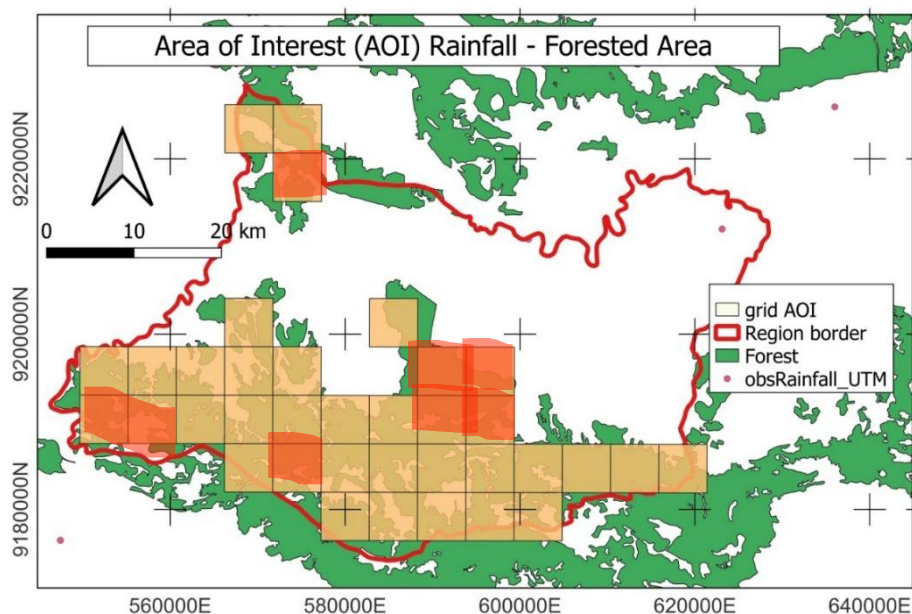 Area of Interest (AOI) Rainfall - Forested Area
9220000N
0 10 20 km
9200000N
grid AOI
Region border
Forest
obsRainfall_UTM
9180000N
560000E 580000E 600000E 620000E 640000E